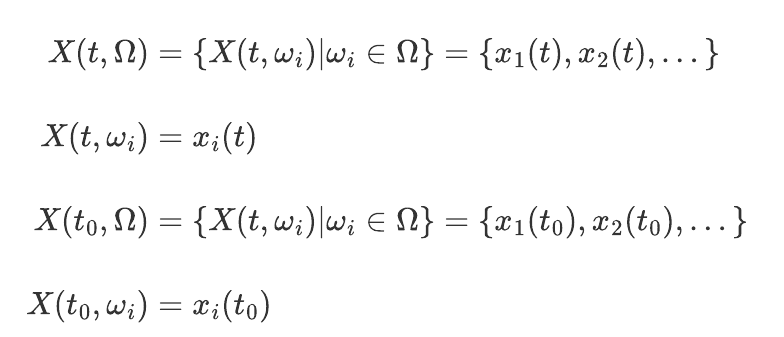 X(t, Ω) = {X(t, ωᵢ)|ωᵢ ∈ Ω} = {x₁(t), x₂(t), . . . }
X(t, ωᵢ) = xᵢ(t)
X(t₀, Ω) = {X(t, ωᵢ)|ωᵢ ∈ Ω} = {x₁(t₀), x₂(t₀), . . . }
X(t₀, ωᵢ) = xᵢ(t₀)